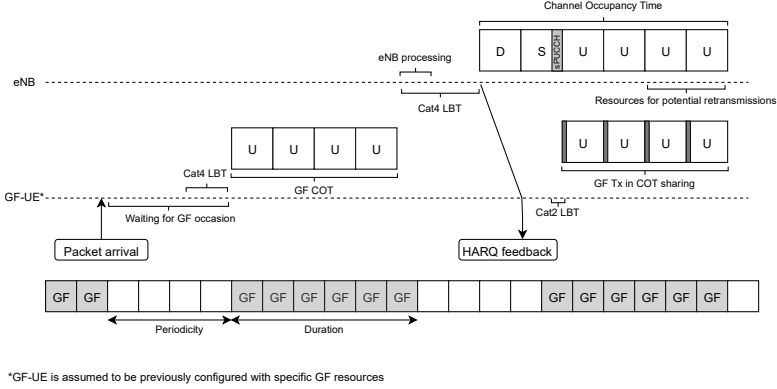 Channel Occupancy Time
D S sPUCCH U U U U
eNB processing
eNB
Cat4 LBT
Resources for potential retransmissions
U U U U
U U U U
Cat4 LBT
GF COT
GF Tx in COT sharing
GF-UE*
Waiting for GF occasion
Cat2 LBT
Packet arrival
HARQ feedback
GF GF GF GF GF GF GF GF GF GF GF GF GF GF
Periodicity
Duration
*GF-UE is assumed to be previously configured with specific GF resources